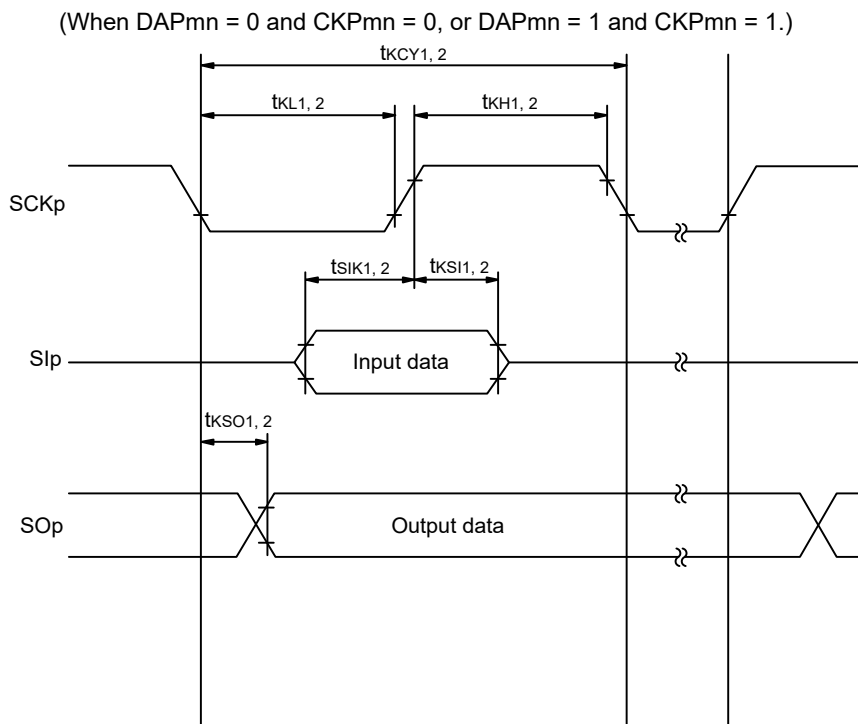 (When DAPmn = 0 and CKPmn = 0, or DAPmn = 1 and CKPmn = 1.)
tKCY1, 2
tKL1, 2
tKH1, 2
SCKp
tSIK1, 2
tKSI1, 2
SIp
Input data
tKSO1, 2
SOp
Output data